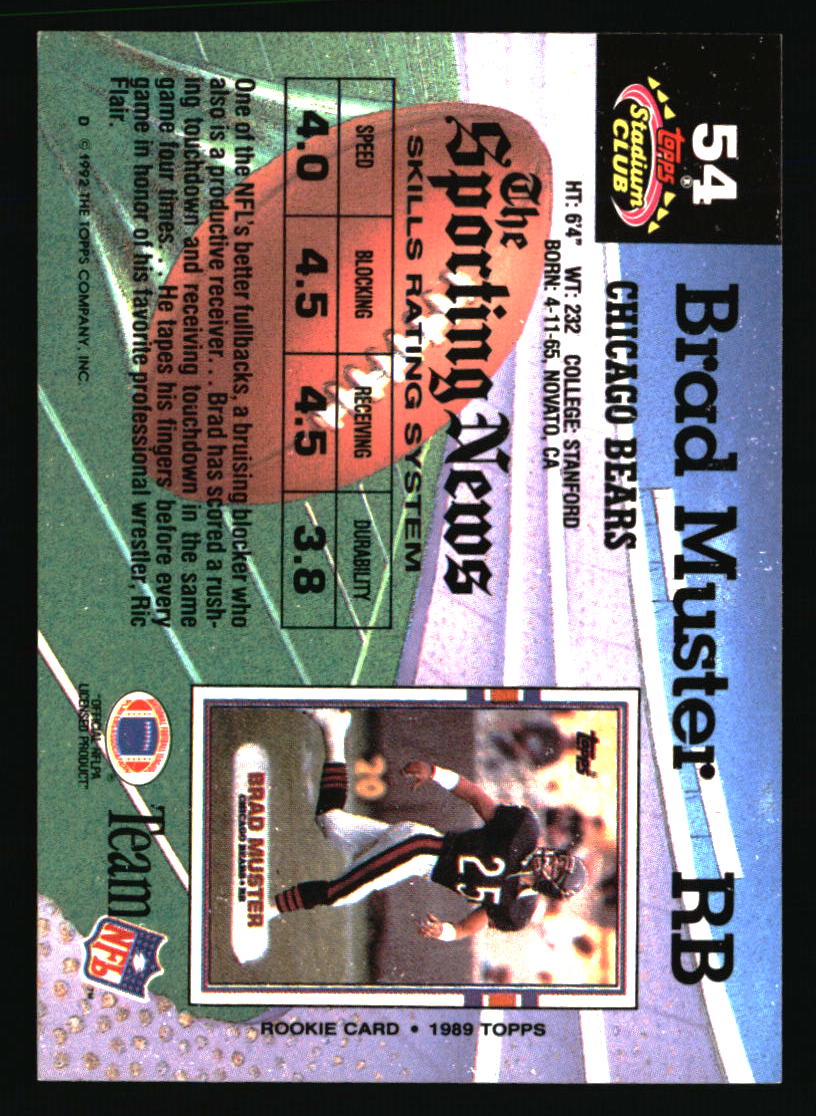 54
Topps®
Stadium
CLUB
Brad Muster RB
CHICAGO BEARS
HT: 6'4" WT: 232 COLLEGE: STANFORD
BORN: 4-11-65, NOVATO, CA
The
Sporting News
SKILLS RATING SYSTEM
SPEED BLOCKING RECEIVING DURABILITY
4.0 4.5 4.5 3.8
One of the NFL's better fullbacks, a bruising blocker who
also is a productive receiver. . . Brad has scored a rush-
ing touchdown and receiving touchdown in the same
game four times. . . He tapes his fingers before every
game in honor of his favorite professional wrestler, Ric
Flair.
D © 1992 THE TOPPS COMPANY, INC.
Topps
25
20
BRAD MUSTER
CHICAGO BEARS • RB
ROOKIE CARD • 1989 TOPPS
®
"OFFICIAL NFLPA
LICENSED PRODUCT"
Team
NFL
™